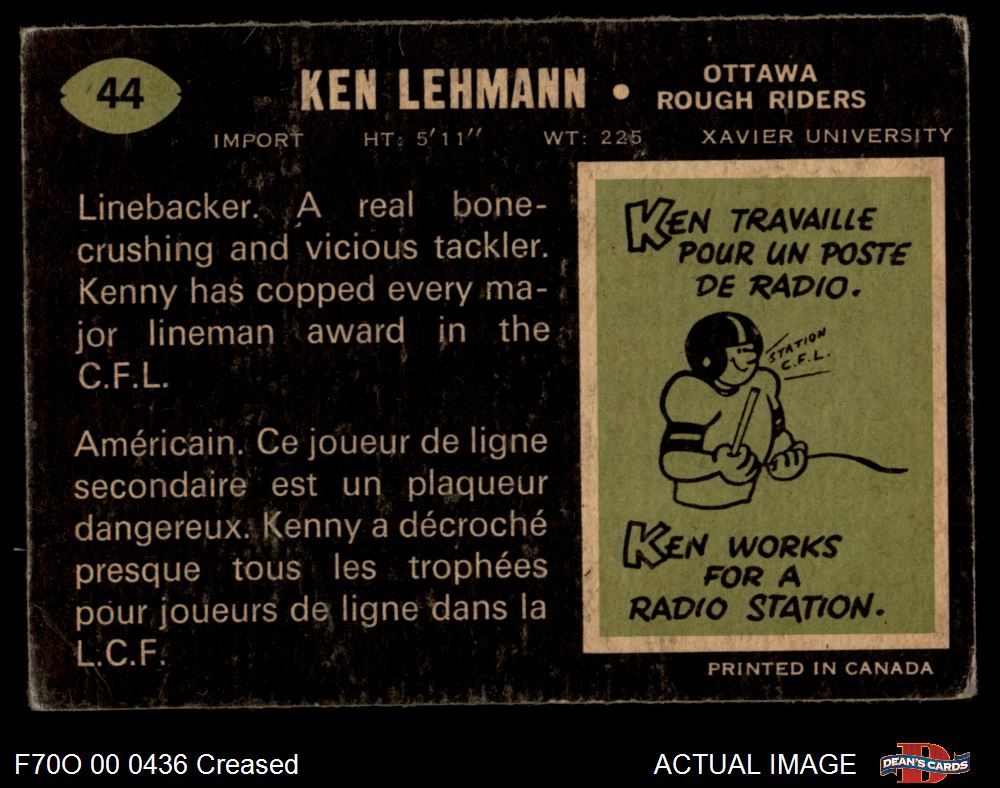 44
KEN LEHMANN • OTTAWA
ROUGH RIDERS
IMPORT HT: 5'11" WT: 225 XAVIER UNIVERSITY
Linebacker. A real bone-
crushing and vicious tackler.
Kenny has copped every ma-
jor lineman award in the
C.F.L.
Américain. Ce joueur de ligne
secondaire est un plaqueur
dangereux. Kenny a décroché
presque tous les trophées
pour joueurs de ligne dans la
L.C.F.
KEN TRAVAILLE
POUR UN POSTE
DE RADIO.
STATION
C.F.L.
KEN WORKS
FOR A
RADIO STATION.
PRINTED IN CANADA
F70O 00 0436 Creased
ACTUAL IMAGE
D
DEAN'S CARDS